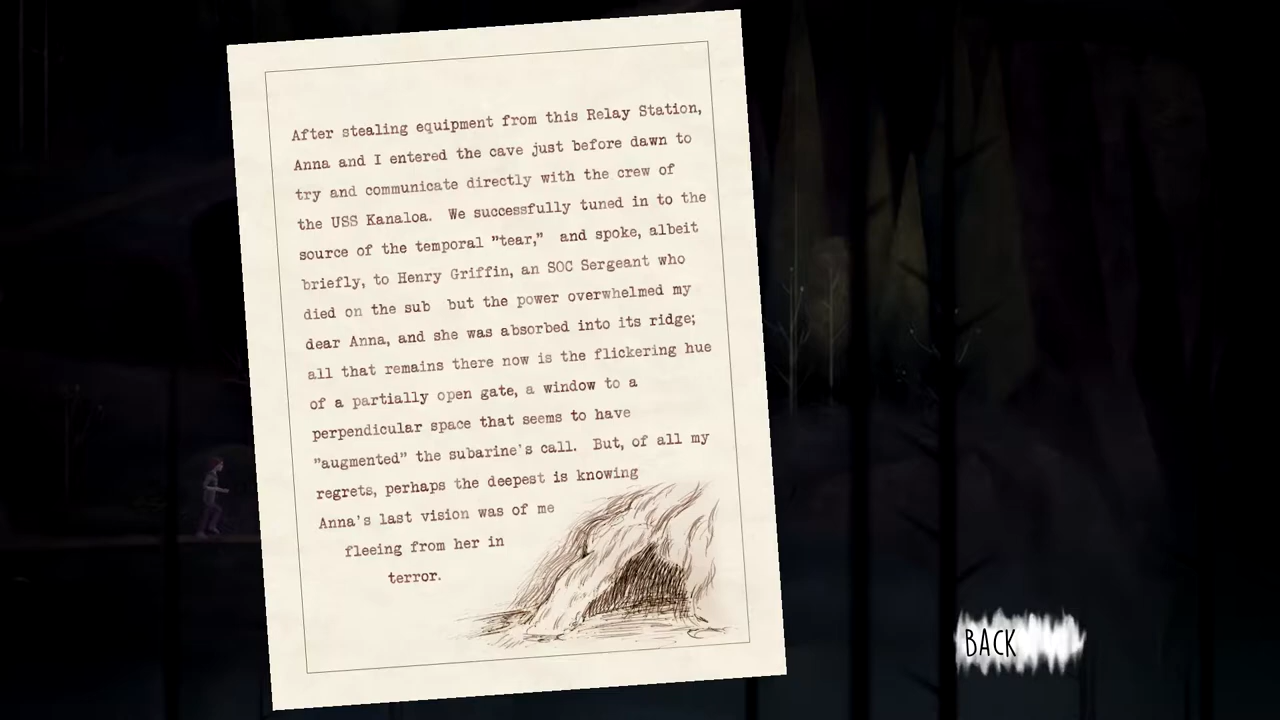 After stealing equipment from this Relay Station,
Anna and I entered the cave just before dawn to
try and communicate directly with the crew of
the USS Kanaloa.  We successfully tuned in to the
source of the temporal "tear,"  and spoke, albeit
briefly, to Henry Griffin, an SOC Sergeant who
died on the sub  but the power overwhelmed my
dear Anna, and she was absorbed into its ridge;
all that remains there now is the flickering hue
of a partially open gate, a window to a
perpendicular space that seems to have
"augmented" the subarine's call.  But, of all my
regrets, perhaps the deepest is knowing
Anna's last vision was of me
fleeing from her in
terror.
BACK